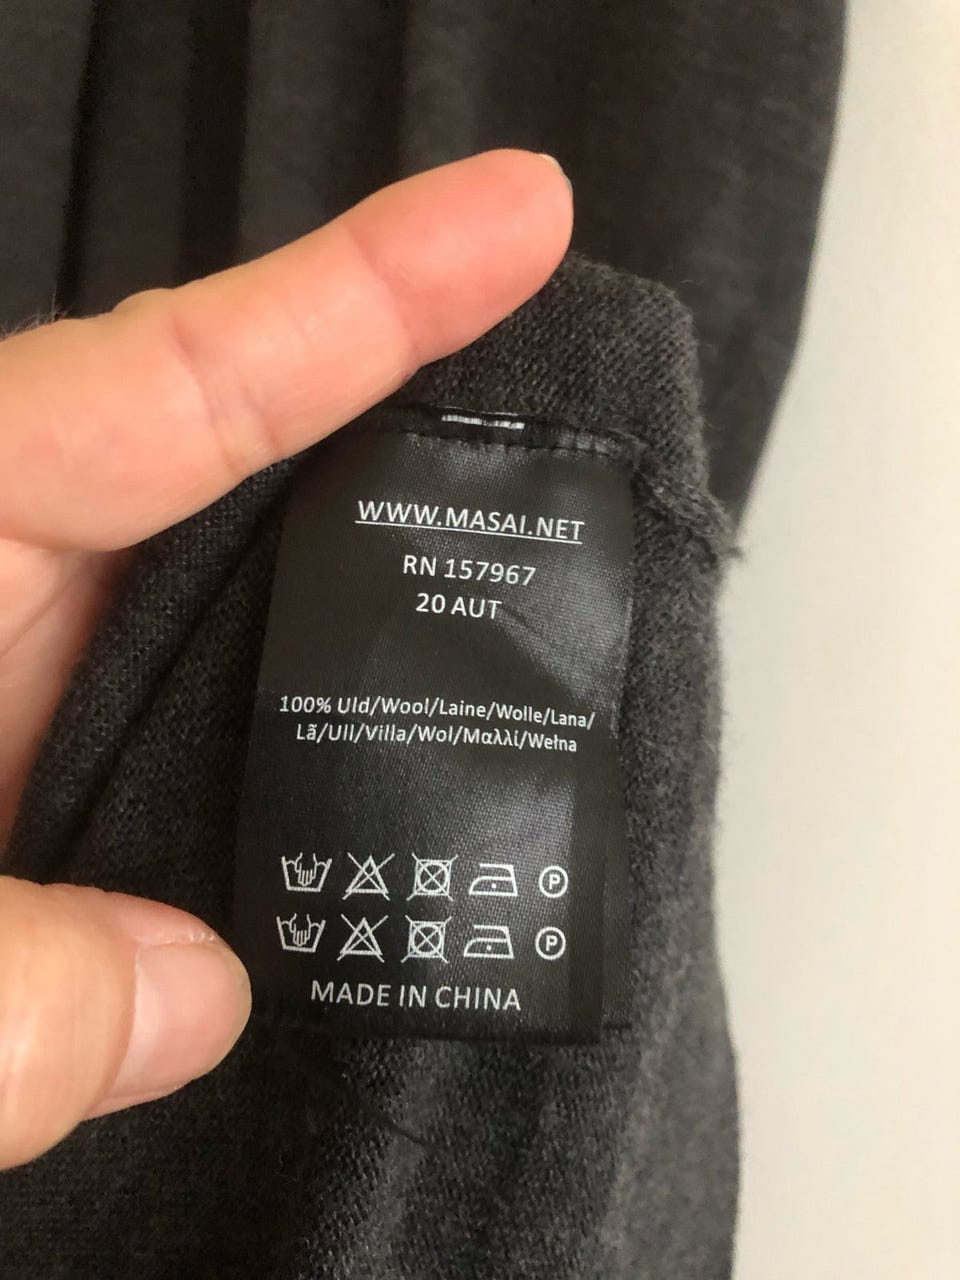 WWW.MASAI.NET
RN 157967
20 AUT
100% Uld/Wool/Laine/Wolle/Lana/
Lã/Ull/Villa/Wol/Μαλλί/Wełna
P
P
MADE IN CHINA